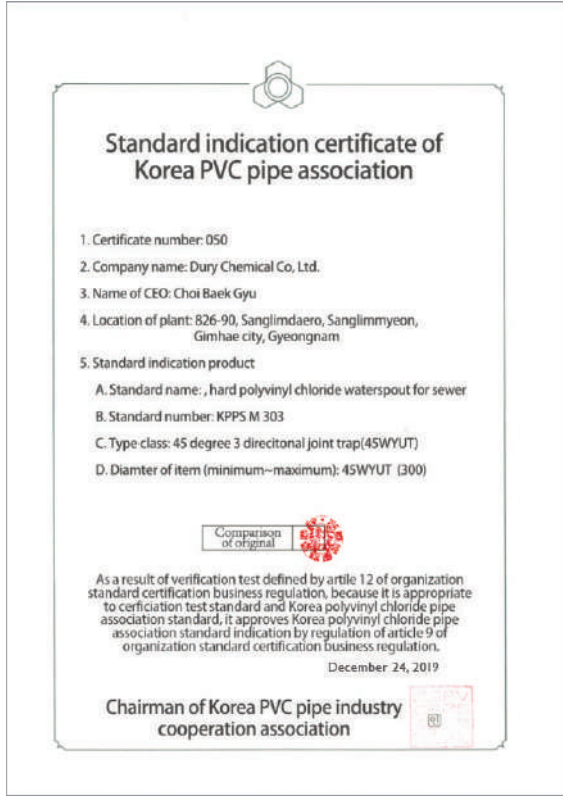 Standard indication certificate of
Korea PVC pipe association
1. Certificate number: 050
2. Company name: Dury Chemical Co, Ltd.
3. Name of CEO: Choi Baek Gyu
4. Location of plant: 826-90, Sanglimdaero, Sanglimmyeon,
Gimhae city, Gyeongnam
5. Standard indication product
A. Standard name: , hard polyvinyl chloride waterspout for sewer
B. Standard number: KPPS M 303
C. Type·class: 45 degree 3 direcitonal joint trap(45WYUT)
D. Diamter of item (minimum~maximum): 45WYUT (300)
Comparison
of original
As a result of verification test defined by artile 12 of organization
standard certification business regulation, because it is appropriate
to cerficiation test standard and Korea polyvinyl chloride pipe
association standard, it approves Korea polyvinyl chloride pipe
association standard indication by regulation of article 9 of
organization standard certification business regulation.
December 24, 2019
Chairman of Korea PVC pipe industry
cooperation association